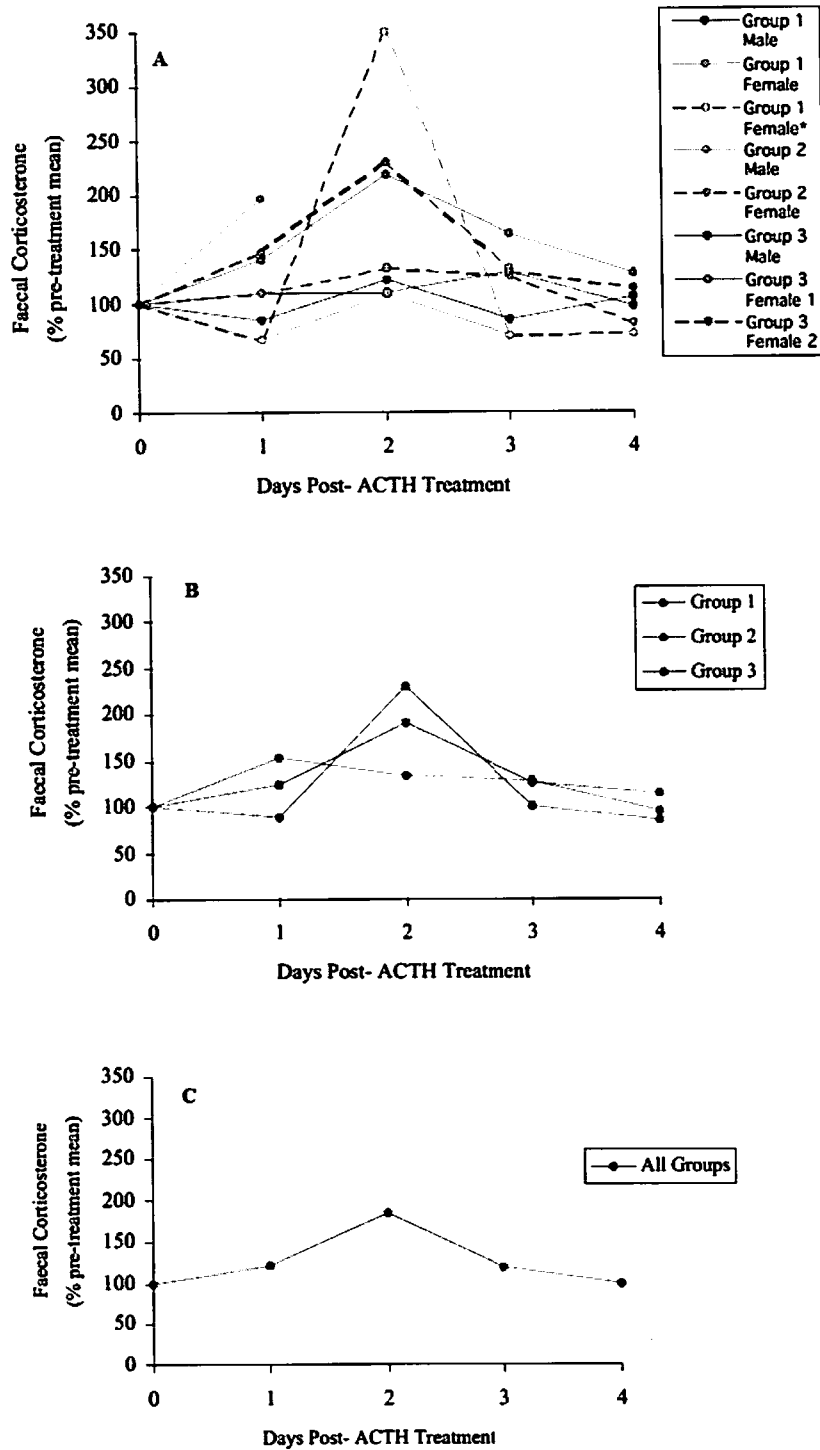 A
Faecal Corticosterone
(% pre-treatment mean)
350
300
250
200
150
100
50
0
0 1 2 3 4
Days Post- ACTH Treatment
Group 1
Male
Group 1
Female
Group 1
Female*
Group 2
Male
Group 2
Female
Group 3
Male
Group 3
Female 1
Group 3
Female 2
B
Faecal Corticosterone
(% pre-treatment mean)
350
300
250
200
150
100
50
0
0 1 2 3 4
Days Post- ACTH Treatment
Group 1
Group 2
Group 3
C
Faecal Corticosterone
(% pre-treatment mean)
350
300
250
200
150
100
50
0
0 1 2 3 4
Days Post- ACTH Treatment
All Groups